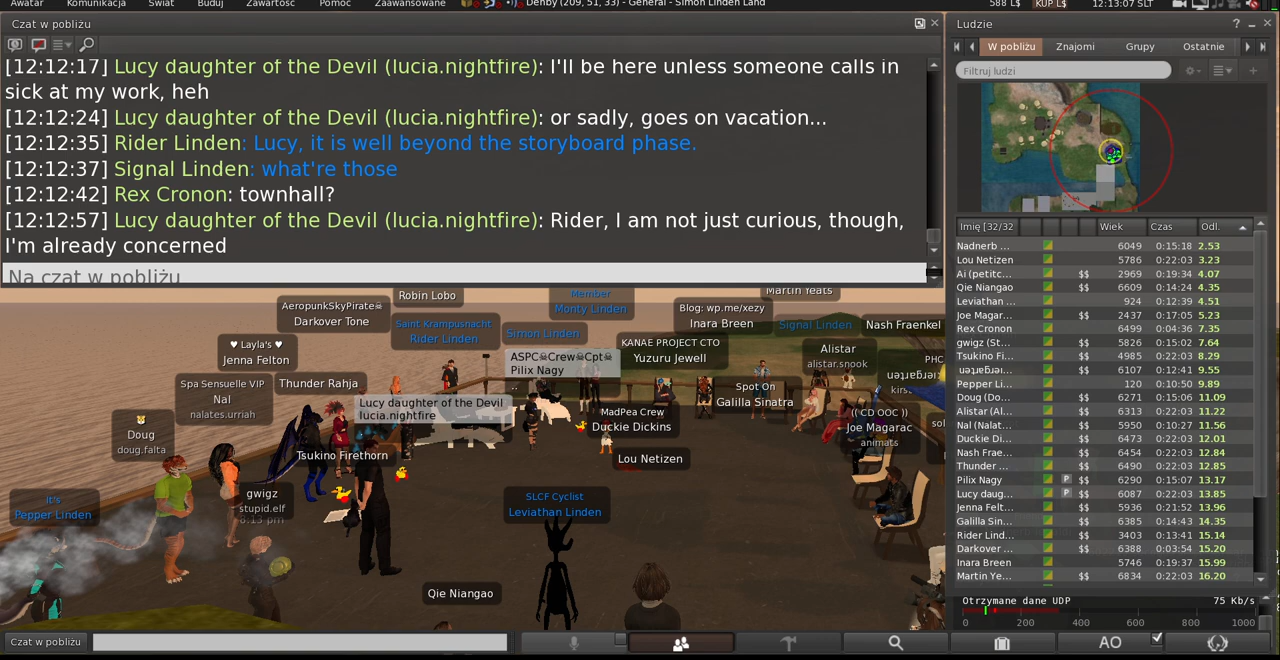 Awatar Komunikacja Świat Buduj Zawartość Pomoc Zaawansowane Denby (209, 51, 33) - General - Simon Linden Land 588 L$ KUP L$ 12:13:07 SLT
Czat w pobliżu
[12:12:17] Lucy daughter of the Devil (lucia.nightfire): I'll be here unless someone calls in
sick at my work, heh
[12:12:24] Lucy daughter of the Devil (lucia.nightfire): or sadly, goes on vacation...
[12:12:35] Rider Linden: Lucy, it is well beyond the storyboard phase.
[12:12:37] Signal Linden: what're those
[12:12:42] Rex Cronon: townhall?
[12:12:57] Lucy daughter of the Devil (lucia.nightfire): Rider, I am not just curious, though,
I'm already concerned
Na czat w pobliżu
Robin Lobo
Member
Monty Linden
Martin Yeats
AeropunkSkyPirate☠
Darkover Tone
Saint Krampusnacht
Rider Linden
Simon Linden
Blog: wp.me/xezy
Inara Breen
Signal Linden
Nash Fraenkel
♥ Layla's ♥
Jenna Felton
ASPC☠Crew☠Cpt☠
Pilix Nagy
KANAE PROJECT CTO
Yuzuru Jewell
Alistar
alistar.snook
PHC
kirs
Spa Sensuelle VIP
Nal
nalates.urriah
Thunder Rahja
Spot On
Galilla Sinatra
Lucy daughter of the Devil
lucia.nightfire
MadPea Crew
Duckie Dickins
(( CD OOC ))
Joe Magarac
animats
sol
Doug
doug.falta
Tsukino Firethorn
Lou Netizen
It's
Pepper Linden
gwigz
stupid.elf
8:13 pm
SLCF Cyclist
Leviathan Linden
Qie Niangao
Czat w pobliżu
Ludzie
W pobliżu Znajomi Grupy Ostatnie
Filtruj ludzi
Imię [32/32 Wiek Czas Odl.
Nadnerb ... 6049 0:15:18 2.53
Lou Netizen 5786 0:22:03 3.23
Ai (petitc... $$ 2969 0:19:34 4.07
Qie Niangao $$ 6609 0:14:24 4.35
Leviathan ... 924 0:12:39 4.51
Joe Magar... $$ 2437 0:17:05 5.23
Rex Cronon 6499 0:04:36 7.35
gwigz (St... $$ 5826 0:15:02 7.64
Tsukino Fi... $$ 4985 0:22:03 8.29
$$ 6107 0:12:41 9.55
Pepper Li... 120 0:10:50 9.89
Doug (Do... $$ 6271 0:15:06 11.09
Alistar (Al... $$ 6313 0:22:03 11.22
Nal (Nalat... $$ 5950 0:10:27 11.56
Duckie Di... $$ 6473 0:22:03 12.01
Nash Frae... $$ 6454 0:22:03 12.84
Thunder ... $$ 6490 0:22:03 12.85
Pilix Nagy P $$ 6290 0:15:07 13.17
Lucy daug... P $$ 6087 0:22:03 13.85
Jenna Felt... $$ 5936 0:21:52 13.96
Galilla Sin... $$ 6385 0:14:43 14.35
Rider Lind... $$ 3403 0:13:41 15.14
Darkover ... $$ 6388 0:03:54 15.20
Inara Breen 5746 0:19:37 15.99
Martin Ye... $$ 6834 0:22:03 16.20
Otrzymane dane UDP 75 Kb/s
0 200 400 600 800 1000
AO